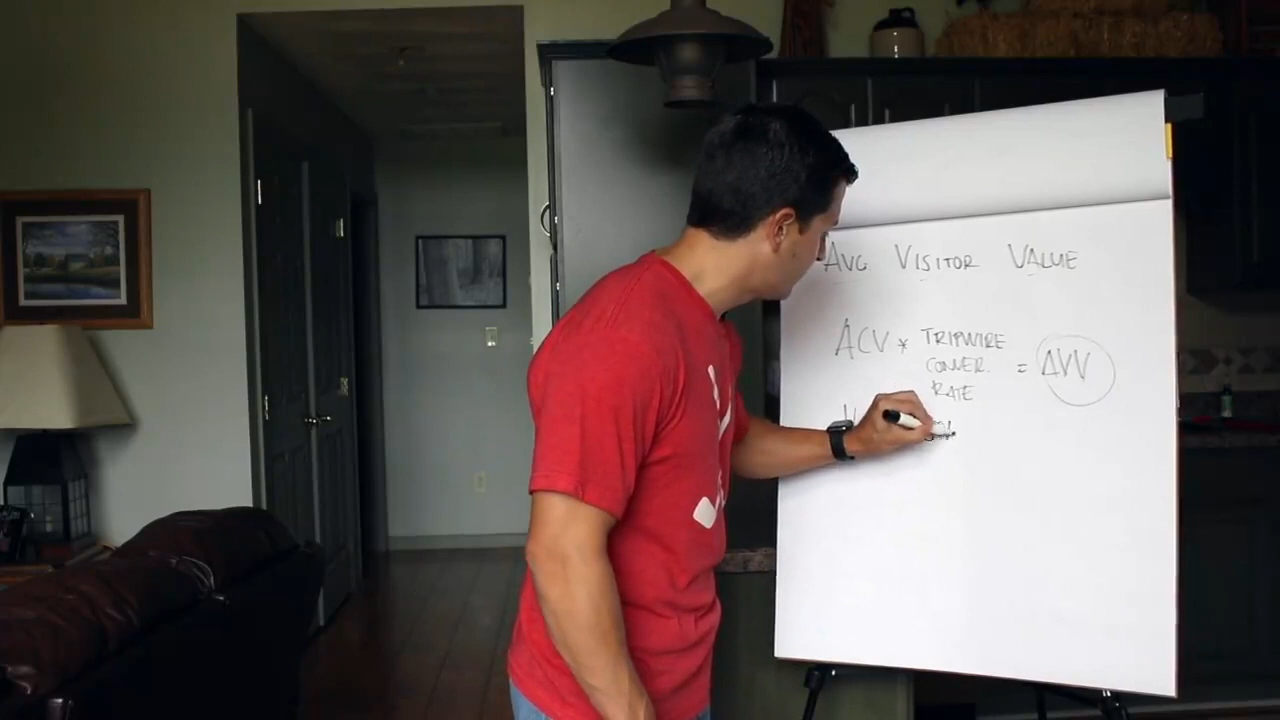 AVG VISITOR VALUE
ACV * TRIPWIRE CONVER. RATE = AVV